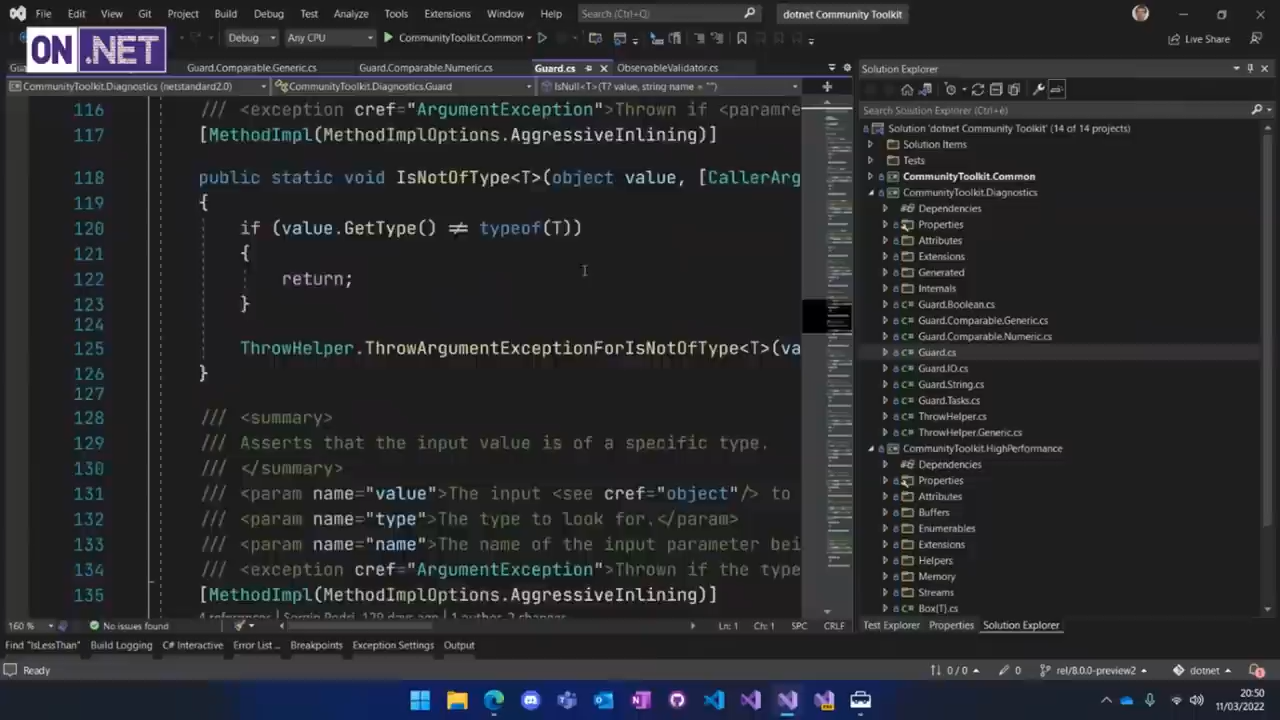 File Edit View Git Project Build Debug Test Analyze Tools Extensions Window Help Search (Ctrl+Q) dotnet Community Toolkit
ON .NET
Debug Any CPU CommunityToolkit.Common Live Share
Guard.Comparable.Generic.cs Guard.Comparable.Numeric.cs Guard.cs ObservableValidator.cs
CommunityToolkit.Diagnostics (netstandard2.0) CommunityToolkit.Diagnostics.Guard IsNull<T>(T? value, string name = "")
116 /// <exception cref="ArgumentException">Thrown if <paramre
117 [MethodImpl(MethodImplOptions.AggressiveInlining)]
118 public static void IsNotOfType<T>(object value, [CallerArg
119 {
120 if (value.GetType() ≠ typeof(T))
121 {
122 return;
123 }
124
125 ThrowHelper.ThrowArgumentExceptionForIsNotOfType<T>(va
126 }
127
128 /// <summary>
129 /// Asserts that the input value is of a specific type.
130 /// </summary>
131 /// <param name="value">The input <see cref="object"/> to
132 /// <param name="type">The type to look for.</param>
133 /// <param name="name">The name of the input parameter bei
134 /// <exception cref="ArgumentException">Thrown if the type
135 [MethodImpl(MethodImplOptions.AggressiveInlining)]
160 % No issues found Ln: 1 Ch: 1 SPC CRLF
Solution Explorer
Search Solution Explorer (Ctrl+è)
Solution 'dotnet Community Toolkit' (14 of 14 projects)
Solution Items
Tests
CommunityToolkit.Common
CommunityToolkit.Diagnostics
Dependencies
Properties
Attributes
Extensions
Generated
Internals
Guard.Boolean.cs
Guard.Comparable.Generic.cs
Guard.Comparable.Numeric.cs
Guard.cs
Guard.IO.cs
Guard.String.cs
Guard.Tasks.cs
ThrowHelper.cs
ThrowHelper.Generic.cs
CommunityToolkit.HighPerformance
Dependencies
Properties
Attributes
Buffers
Enumerables
Extensions
Helpers
Memory
Streams
Box{T}.cs
Test Explorer Properties Solution Explorer
Find "IsLessThan" Build Logging C# Interactive Error List ... Breakpoints Exception Settings Output
Ready 0 / 0 0 rel/8.0.0-preview2 dotnet
20:50
11/03/2022